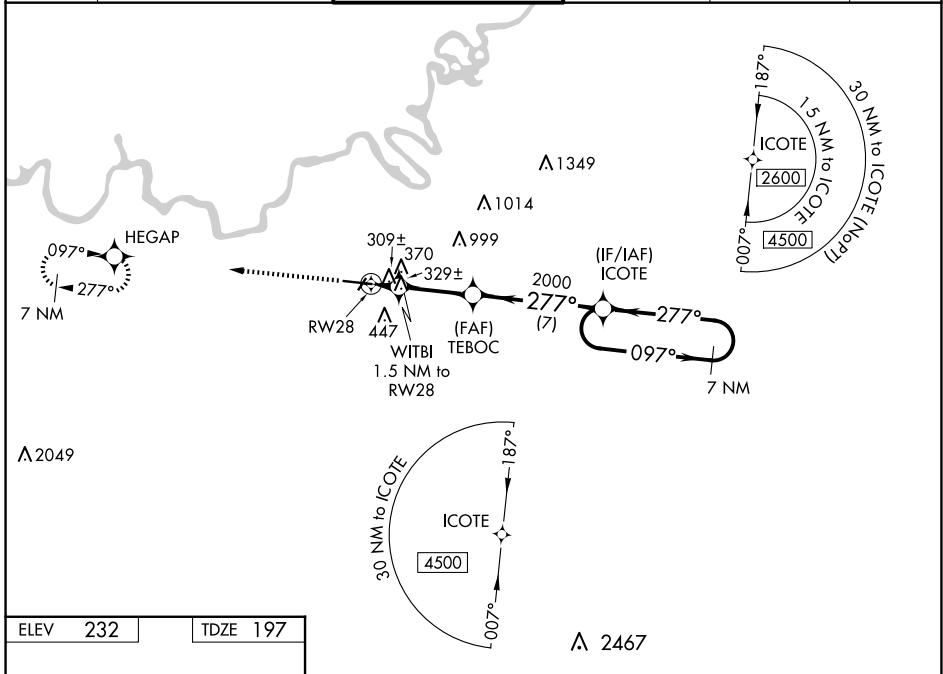 187°
30 NM to ICOTE (NoPT)
15 NM to ICOTE
ICOTE
2600
4500
007°
1349
1014
999
HEGAP
097°
277°
7 NM
309±
370
329±
RW28
447
WITBI
1.5 NM to
RW28
(FAF)
TEBOC
2000
277°
(7)
(IF/IAF)
ICOTE
277°
097°
7 NM
2049
30 NM to ICOTE
187°
ICOTE
4500
007°
2467
ELEV 232
TDZE 197